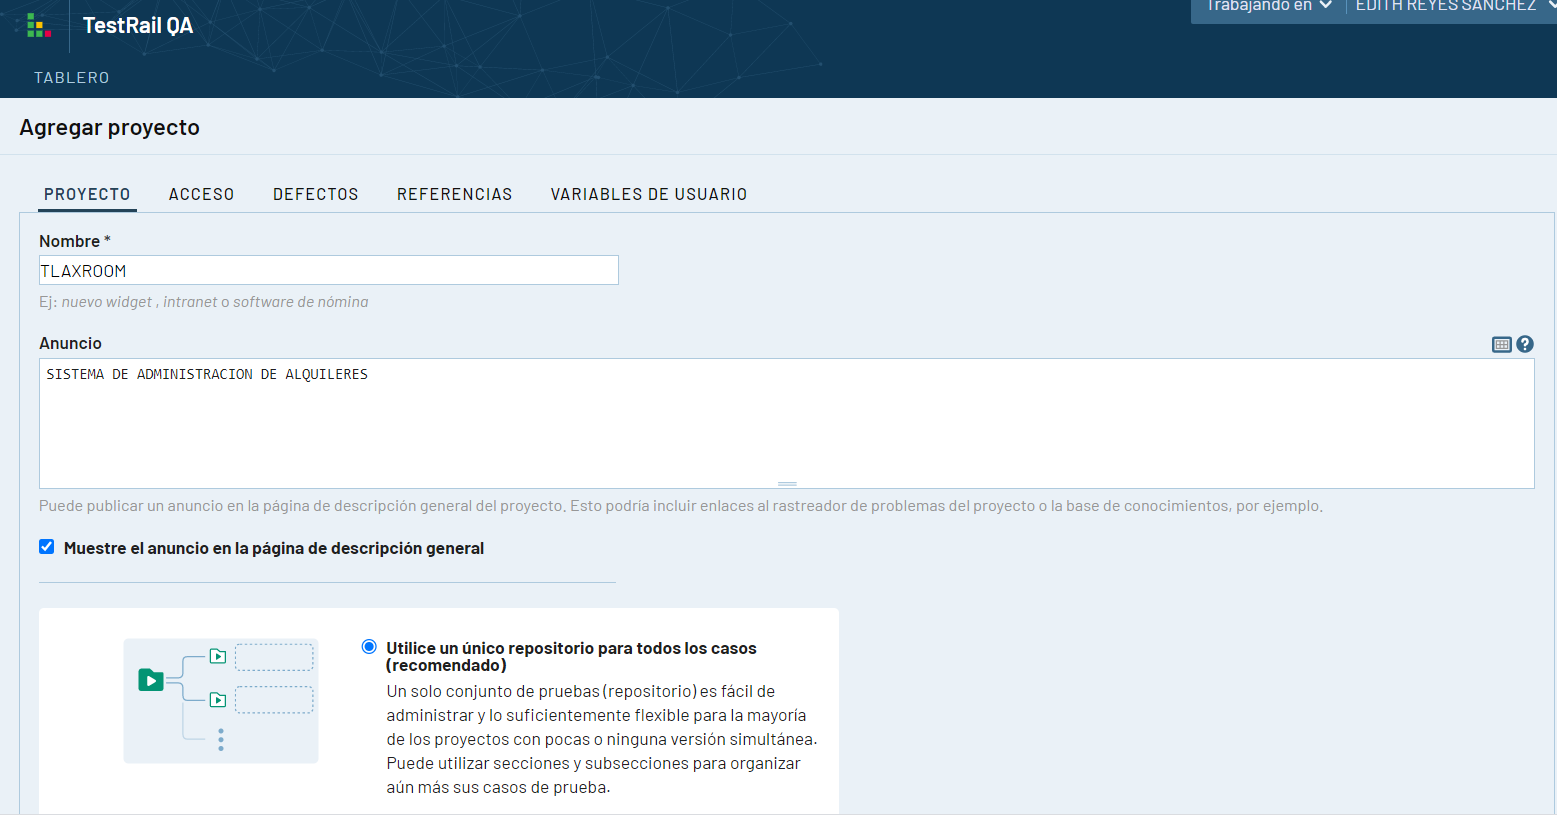 Trabajando en
EDITH REYES SANCHEZ
TestRail QA
TABLERO
Agregar proyecto
PROYECTO ACCESO DEFECTOS REFERENCIAS VARIABLES DE USUARIO
Nombre *
TLAXROOM
Ej: nuevo widget , intranet o software de nómina
Anuncio
SISTEMA DE ADMINISTRACION DE ALQUILERES
Puede publicar un anuncio en la página de descripción general del proyecto. Esto podría incluir enlaces al rastreador de problemas del proyecto o la base de conocimientos, por ejemplo.
Muestre el anuncio en la página de descripción general
Utilice un único repositorio para todos los casos
(recomendado)
Un solo conjunto de pruebas (repositorio) es fácil de
administrar y lo suficientemente flexible para la mayoría
de los proyectos con pocas o ninguna versión simultánea.
Puede utilizar secciones y subsecciones para organizar
aún más sus casos de prueba.